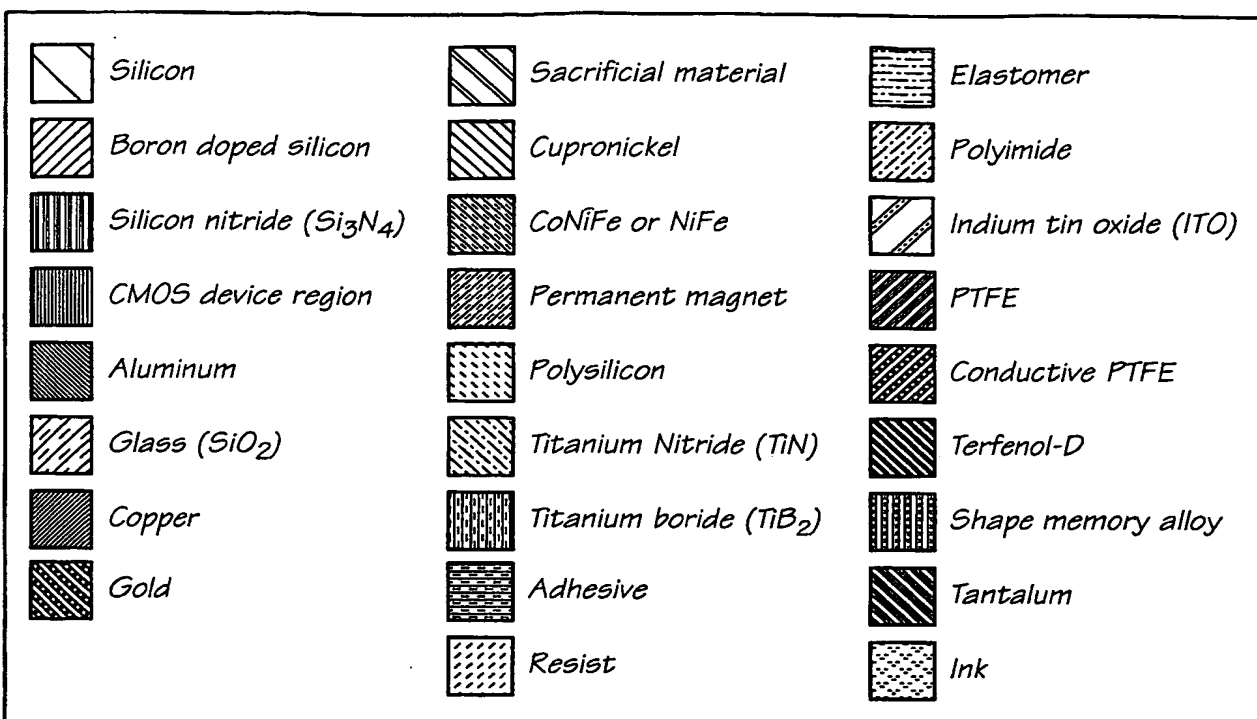 Silicon
Boron doped silicon
Silicon nitride (Si₃N₄)
CMOS device region
Aluminum
Glass (SiO₂)
Copper
Gold
Sacrificial material
Cupronickel
CoNiFe or NiFe
Permanent magnet
Polysilicon
Titanium Nitride (TiN)
Titanium boride (TiB₂)
Adhesive
Resist
Elastomer
Polyimide
Indium tin oxide (ITO)
PTFE
Conductive PTFE
Terfenol-D
Shape memory alloy
Tantalum
Ink